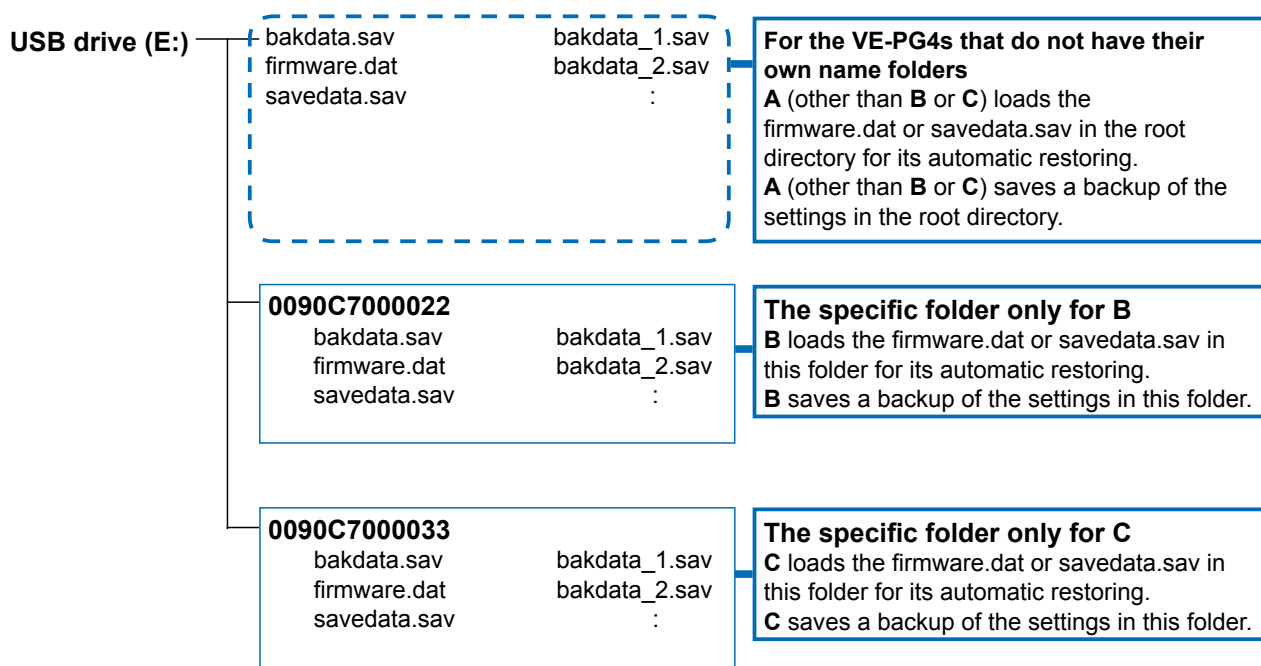 USB drive (E:)
bakdata.sav bakdata_1.sav
firmware.dat bakdata_2.sav
savedata.sav :
For the VE-PG4s that do not have their
own name folders
A (other than B or C) loads the
firmware.dat or savedata.sav in the root
directory for its automatic restoring.
A (other than B or C) saves a backup of the
settings in the root directory.
0090C7000022
bakdata.sav bakdata_1.sav
firmware.dat bakdata_2.sav
savedata.sav :
The specific folder only for B
B loads the firmware.dat or savedata.sav in
this folder for its automatic restoring.
B saves a backup of the settings in this folder.
0090C7000033
bakdata.sav bakdata_1.sav
firmware.dat bakdata_2.sav
savedata.sav :
The specific folder only for C
C loads the firmware.dat or savedata.sav in
this folder for its automatic restoring.
C saves a backup of the settings in this folder.